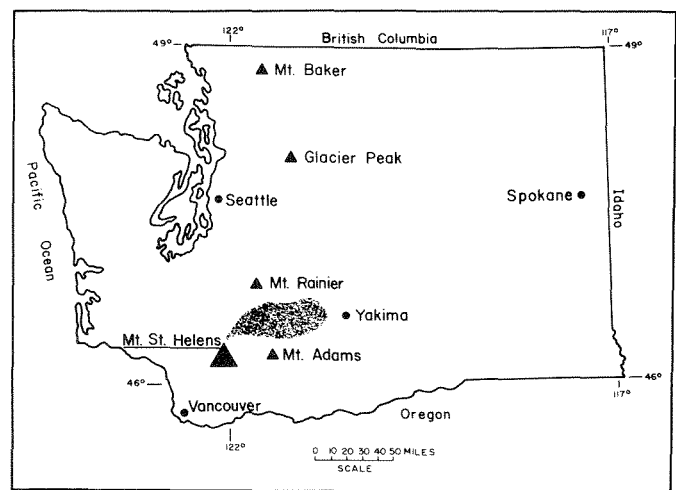 122°
117°
49°
British Columbia
49°
Mt. Baker
Glacier Peak
Pacific
Ocean
Seattle
Spokane
Idaho
Mt. Rainier
Yakima
Mt. St. Helens
Mt. Adams
46°
46°
117°
Vancouver
Oregon
122°
0 10 20 30 40 50 MILES
SCALE